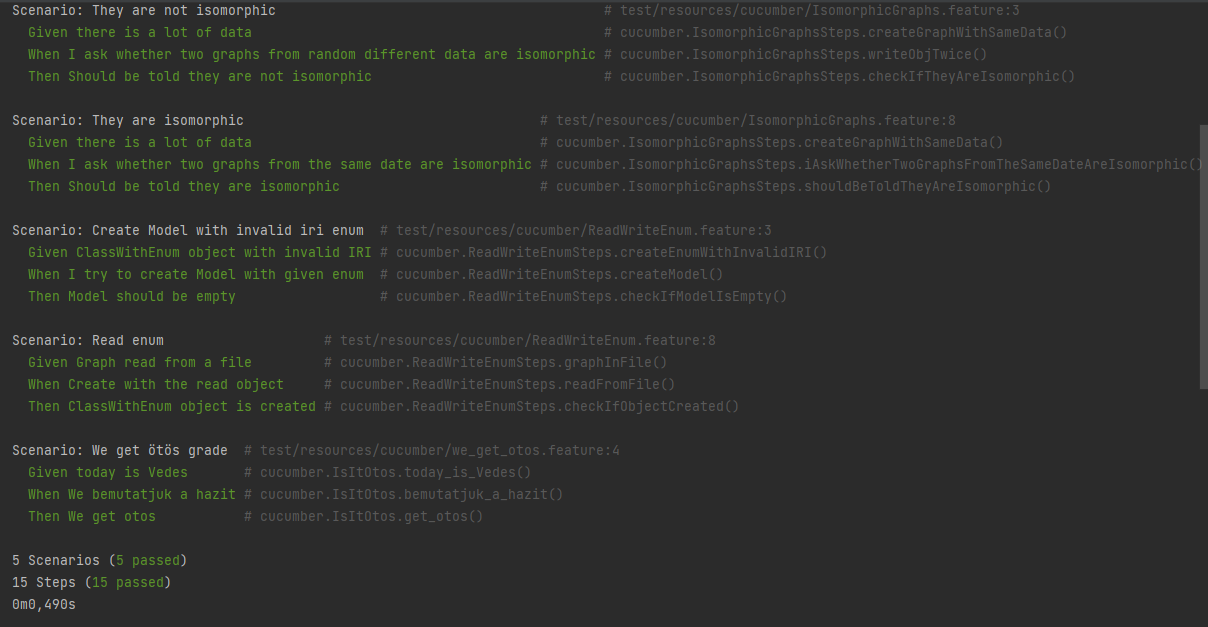 Scenario: They are not isomorphic # test/resources/cucumber/IsomorphicGraphs.feature:3
Given there is a lot of data # cucumber.IsomorphicGraphsSteps.createGraphWithSameData()
When I ask whether two graphs from random different data are isomorphic # cucumber.IsomorphicGraphsSteps.writeObjTwice()
Then Should be told they are not isomorphic # cucumber.IsomorphicGraphsSteps.checkIfTheyAreIsomorphic()
Scenario: They are isomorphic # test/resources/cucumber/IsomorphicGraphs.feature:8
Given there is a lot of data # cucumber.IsomorphicGraphsSteps.createGraphWithSameData()
When I ask whether two graphs from the same date are isomorphic # cucumber.IsomorphicGraphsSteps.iAskWhetherTwoGraphsFromTheSameDateAreIsomorphic()
Then Should be told they are isomorphic # cucumber.IsomorphicGraphsSteps.shouldBeToldTheyAreIsomorphic()
Scenario: Create Model with invalid iri enum # test/resources/cucumber/ReadWriteEnum.feature:3
Given ClassWithEnum object with invalid IRI # cucumber.ReadWriteEnumSteps.createEnumWithInvalidIRI()
When I try to create Model with given enum # cucumber.ReadWriteEnumSteps.createModel()
Then Model should be empty # cucumber.ReadWriteEnumSteps.checkIfModelIsEmpty()
Scenario: Read enum # test/resources/cucumber/ReadWriteEnum.feature:8
Given Graph read from a file # cucumber.ReadWriteEnumSteps.graphInFile()
When Create with the read object # cucumber.ReadWriteEnumSteps.readFromFile()
Then ClassWithEnum object is created # cucumber.ReadWriteEnumSteps.checkIfObjectCreated()
Scenario: We get ötös grade # test/resources/cucumber/we_get_otos.feature:4
Given today is Vedes # cucumber.IsItOtos.today_is_Vedes()
When We bemutatjuk a hazit # cucumber.IsItOtos.bemutatjuk_a_hazit()
Then We get otos # cucumber.IsItOtos.get_otos()
5 Scenarios (5 passed)
15 Steps (15 passed)
0m0,490s